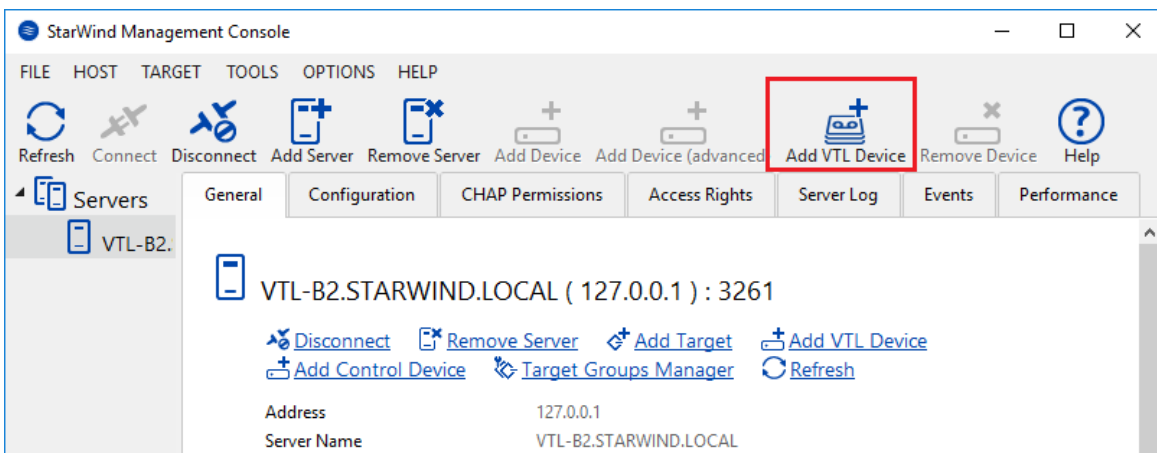 StarWind Management Console
FILE HOST TARGET TOOLS OPTIONS HELP
Refresh Connect Disconnect Add Server Remove Server Add Device Add Device (advanced Add VTL Device Remove Device Help
Servers General Configuration CHAP Permissions Access Rights Server Log Events Performance
VTL-B2.
VTL-B2.STARWIND.LOCAL ( 127.0.0.1 ) : 3261
Disconnect Remove Server Add Target Add VTL Device
Add Control Device Target Groups Manager Refresh
Address 127.0.0.1
Server Name VTL-B2.STARWIND.LOCAL